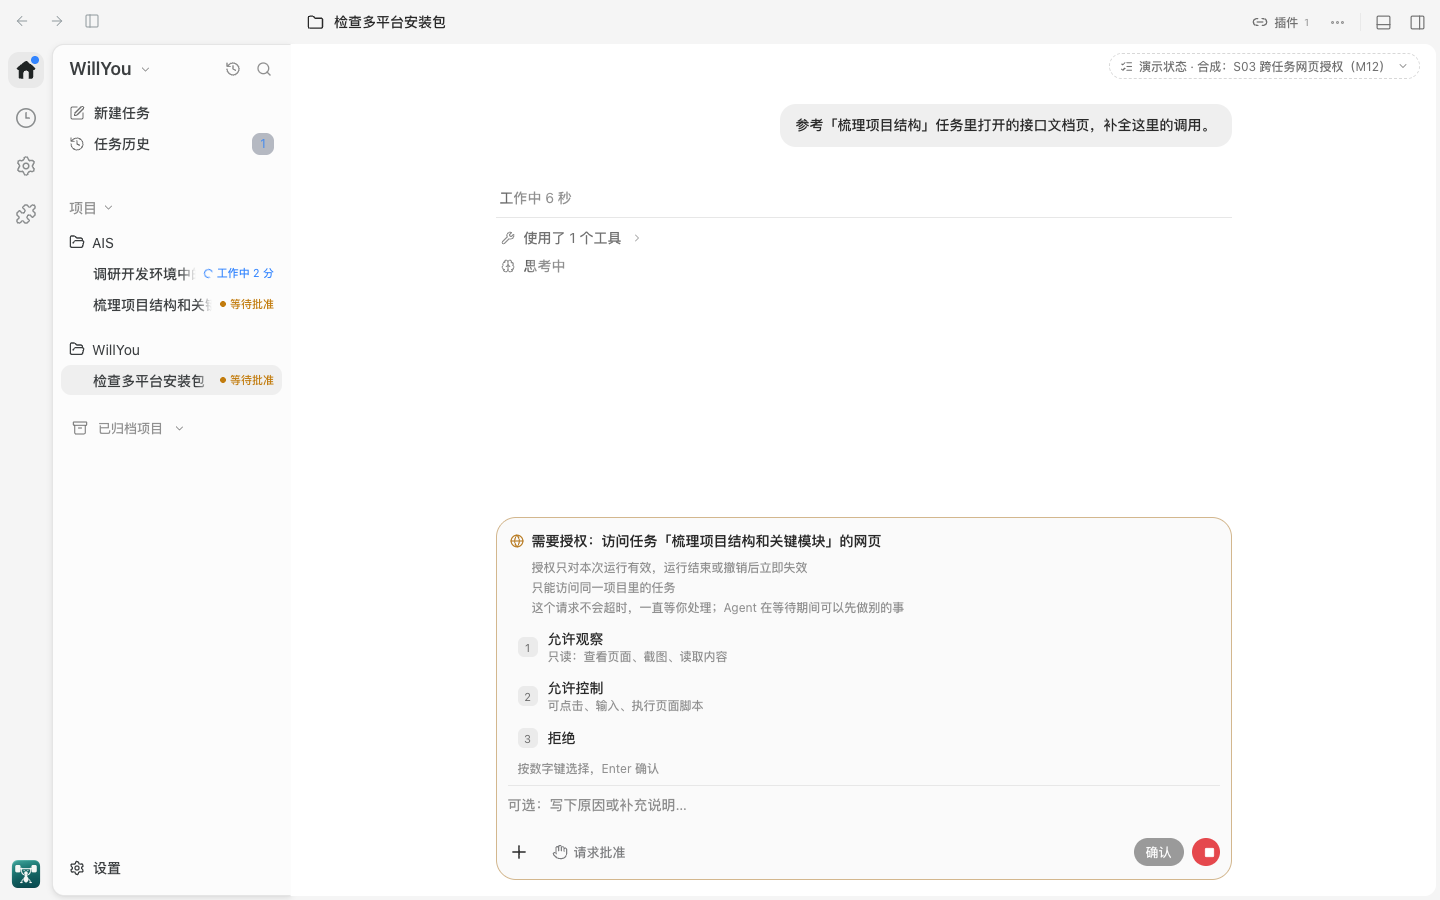 检查多平台安装包
插件 1
WillYou
演示状态 · 合成：S03 跨任务网页授权（M12）
新建任务
任务历史 1
参考「梳理项目结构」任务里打开的接口文档页，补全这里的调用。
项目
AIS
调研开发环境中 工作中 2 分
梳理项目结构和关 等待批准
WillYou
检查多平台安装包 等待批准
已归档项目
设置
工作中 6 秒
使用了 1 个工具
思考中
需要授权：访问任务「梳理项目结构和关键模块」的网页
授权只对本次运行有效，运行结束或撤销后立即失效
只能访问同一项目里的任务
这个请求不会超时，一直等你处理；Agent 在等待期间可以先做别的事
1 允许观察
只读：查看页面、截图、读取内容
2 允许控制
可点击、输入、执行页面脚本
3 拒绝
按数字键选择，Enter 确认
可选：写下原因或补充说明...
请求批准
确认